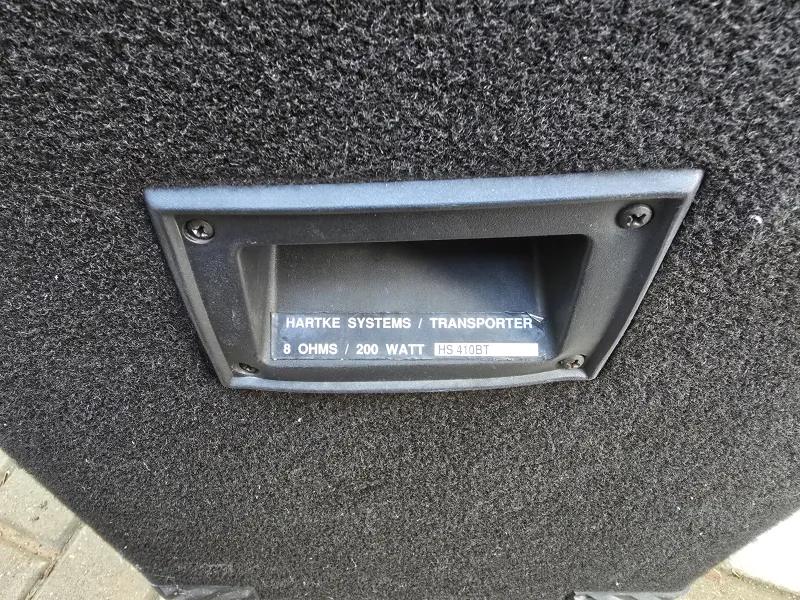 HARTKE SYSTEMS / TRANSPORTER
8 OHMS / 200 WATT HS 410BT